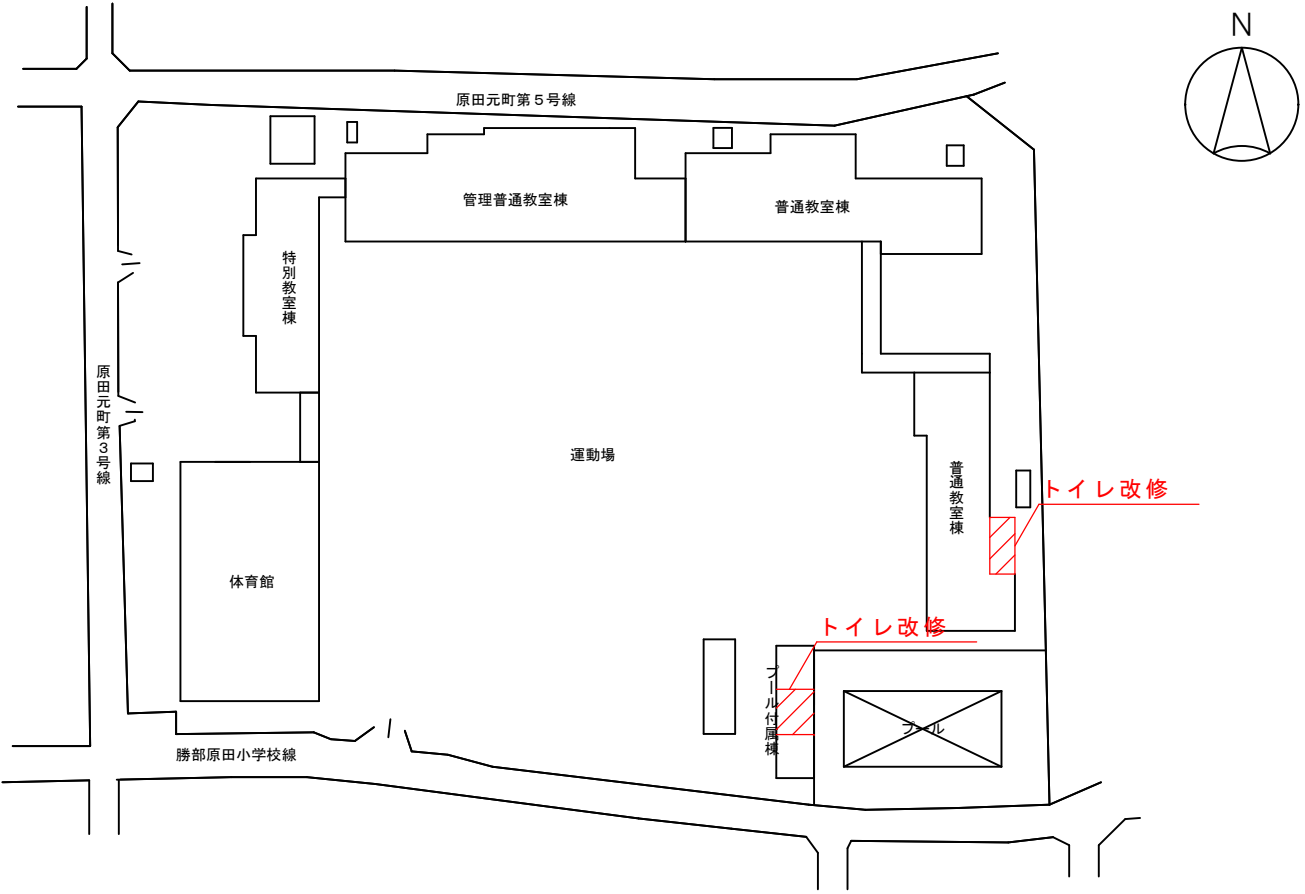 N
原田元町第５号線
管理普通教室棟
普通教室棟
特別教室棟
原田元町第３号線
運動場
普通教室棟
トイレ改修
体育館
トイレ改修
プール付属棟
プール
勝部原田小学校線